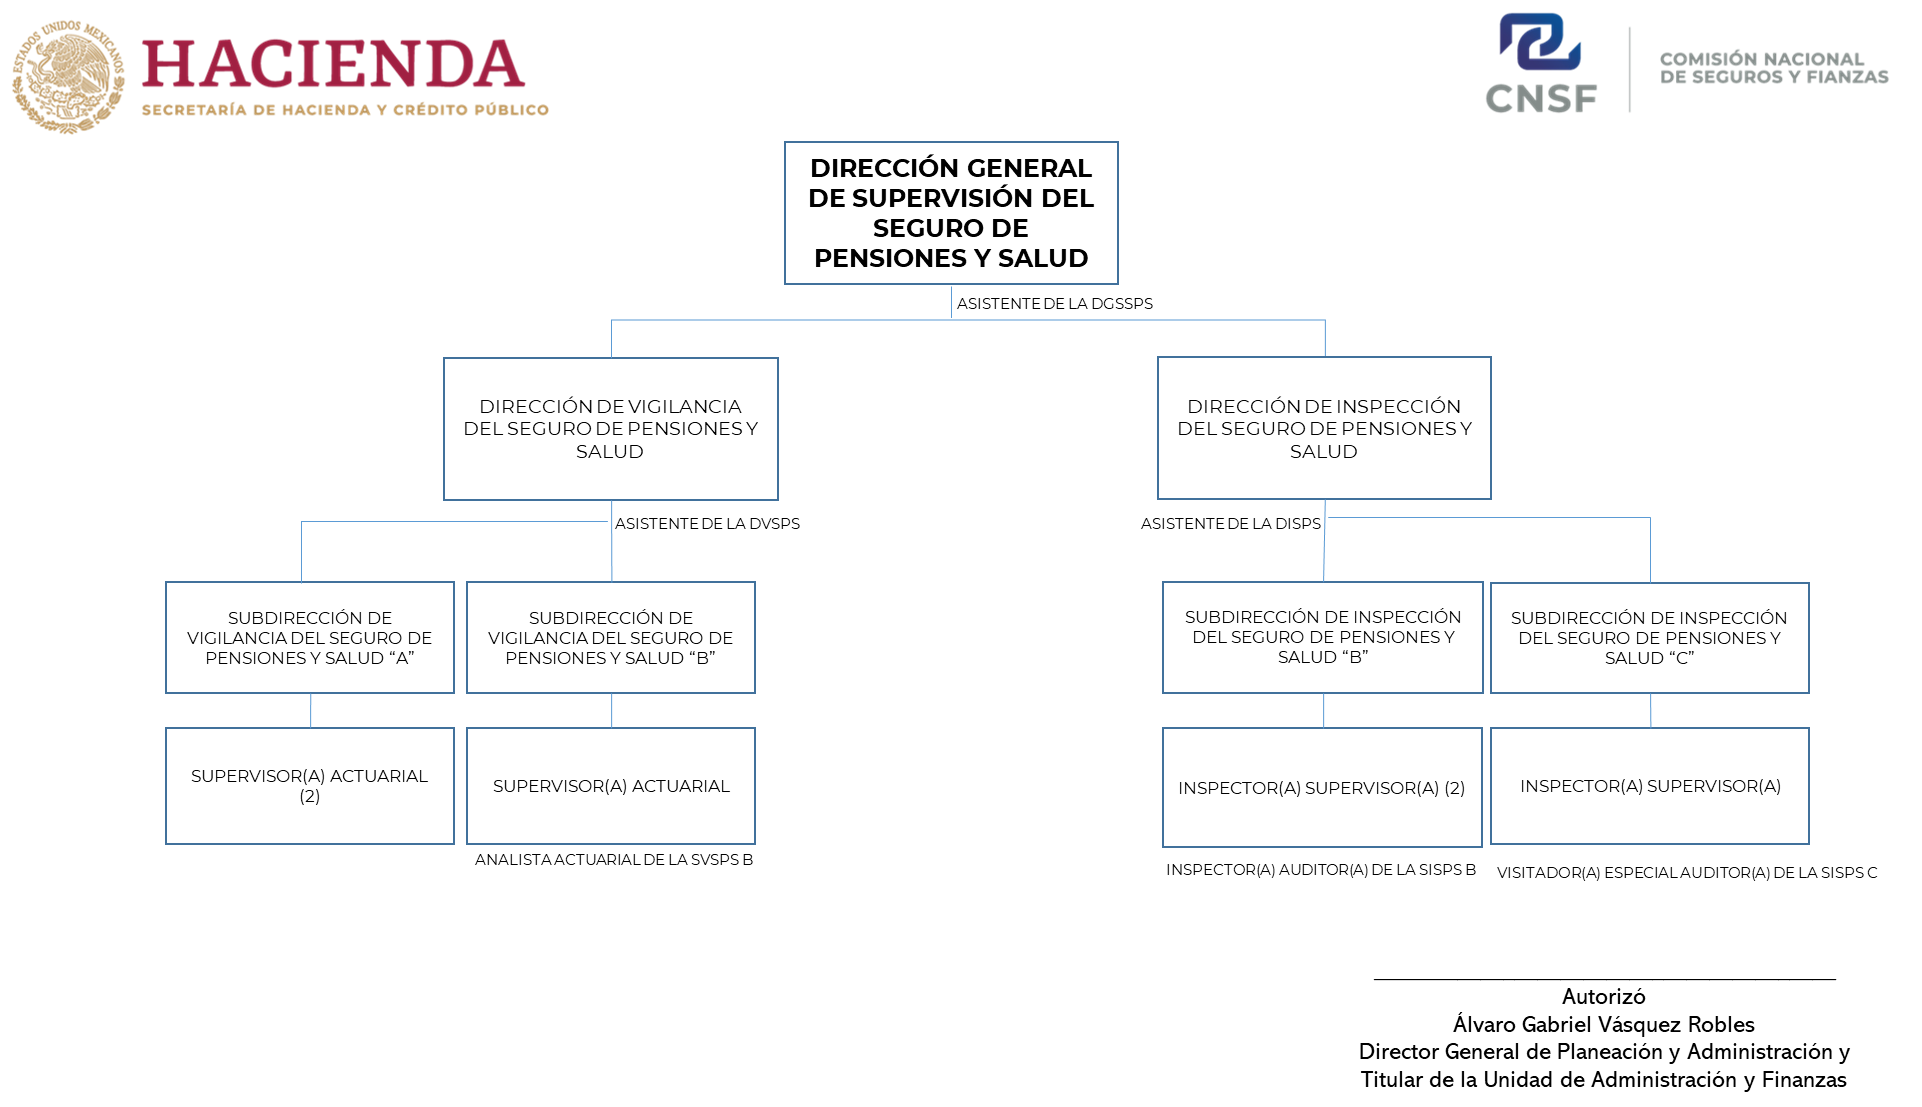 ESTADOS UNIDOS MEXICANOS
HACIENDA
SECRETARÍA DE HACIENDA Y CRÉDITO PÚBLICO
CNSF
COMISIÓN NACIONAL
DE SEGUROS Y FIANZAS
DIRECCIÓN GENERAL
DE SUPERVISIÓN DEL
SEGURO DE
PENSIONES Y SALUD
ASISTENTE DE LA DGSSPS
DIRECCIÓN DE VIGILANCIA
DEL SEGURO DE PENSIONES Y
SALUD
DIRECCIÓN DE INSPECCIÓN
DEL SEGURO DE PENSIONES Y
SALUD
ASISTENTE DE LA DVSPS
ASISTENTE DE LA DISPS
SUBDIRECCIÓN DE
VIGILANCIA DEL SEGURO DE
PENSIONES Y SALUD “A”
SUBDIRECCIÓN DE
VIGILANCIA DEL SEGURO DE
PENSIONES Y SALUD “B”
SUBDIRECCIÓN DE INSPECCIÓN
DEL SEGURO DE PENSIONES Y
SALUD “B”
SUBDIRECCIÓN DE INSPECCIÓN
DEL SEGURO DE PENSIONES Y
SALUD “C”
SUPERVISOR(A) ACTUARIAL
(2)
SUPERVISOR(A) ACTUARIAL
INSPECTOR(A) SUPERVISOR(A) (2)
INSPECTOR(A) SUPERVISOR(A)
ANALISTA ACTUARIAL DE LA SVSPS B
INSPECTOR(A) AUDITOR(A) DE LA SISPS B
VISITADOR(A) ESPECIAL AUDITOR(A) DE LA SISPS C
Autorizó
Álvaro Gabriel Vásquez Robles
Director General de Planeación y Administración y
Titular de la Unidad de Administración y Finanzas